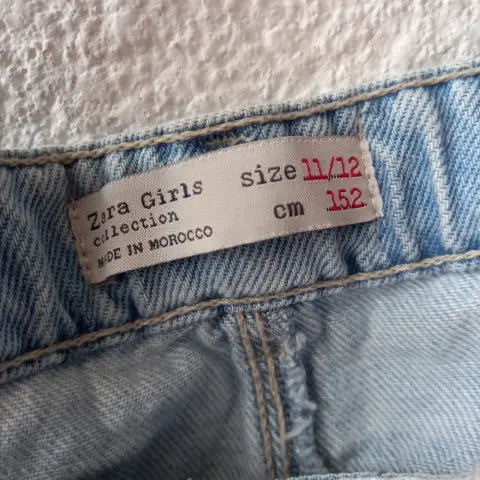 Zara Girls
collection
MADE IN MOROCCO
size 11/12
cm 152